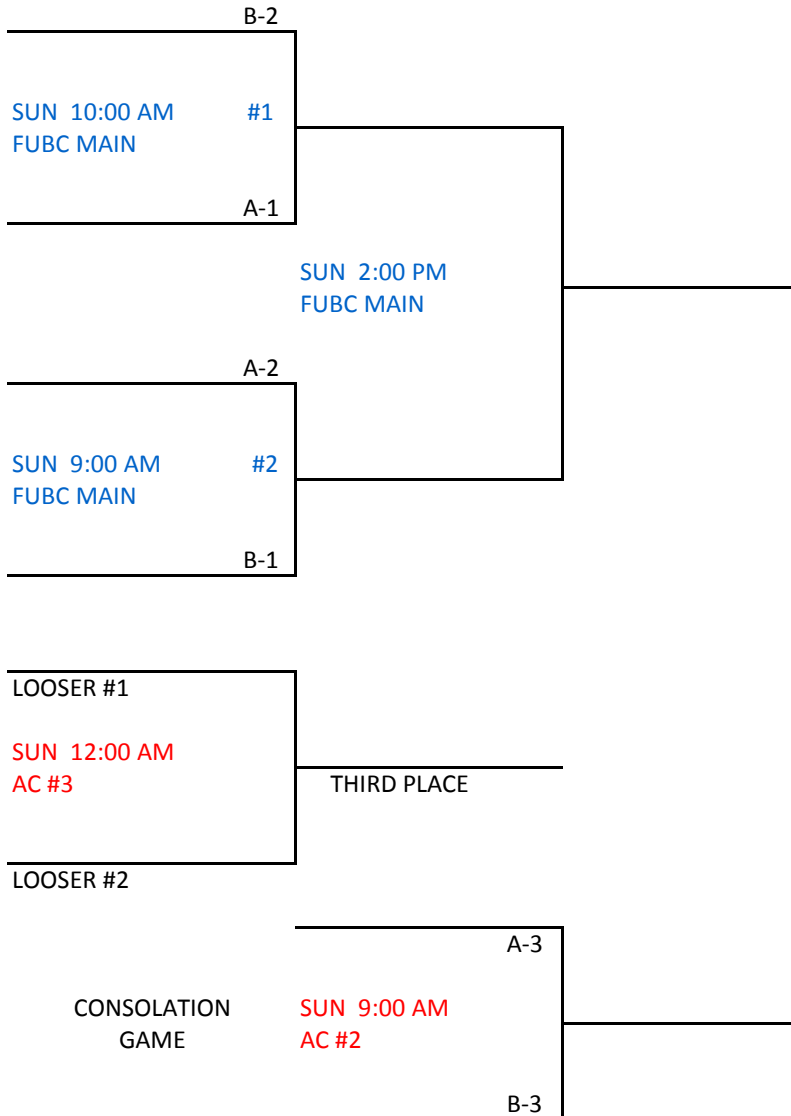 B-2
SUN 10:00 AM #1
FUBC MAIN
A-1
SUN 2:00 PM
FUBC MAIN
A-2
SUN 9:00 AM #2
FUBC MAIN
B-1
LOOSER #1
SUN 12:00 AM
AC #3
THIRD PLACE
LOOSER #2
A-3
CONSOLATION
GAME
SUN 9:00 AM
AC #2
B-3